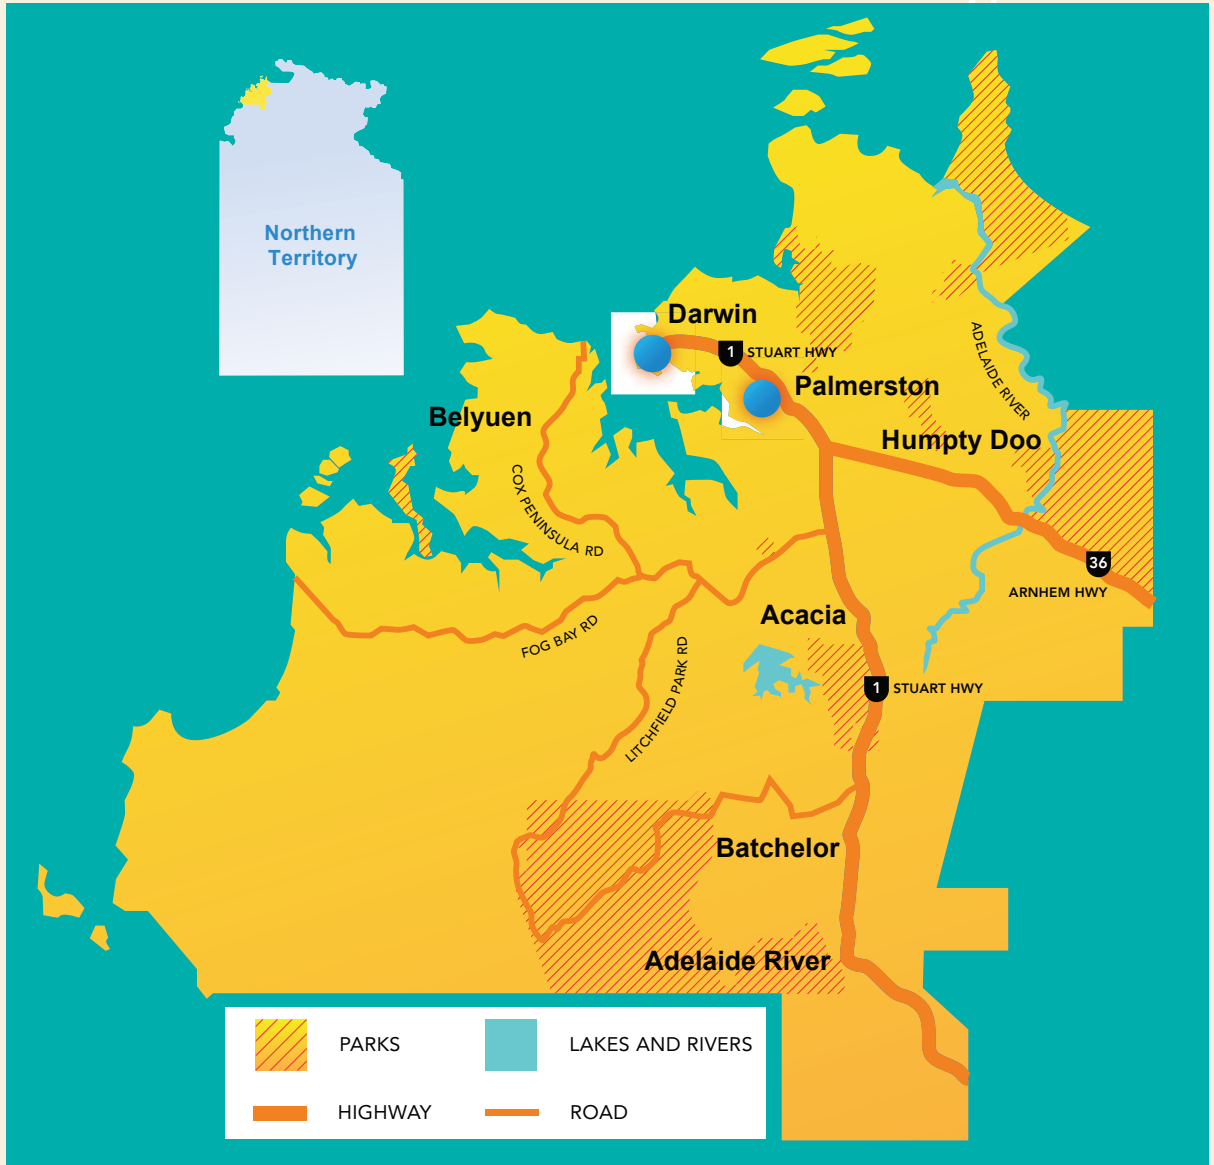 Northern
Territory
Darwin
1
STUART HWY
Palmerston
ADELAIDE RIVER
Belyuen
Humpty Doo
COX PENINSULA RD
36
ARNHEM HWY
Acacia
FOG BAY RD
LITCHFIELD PARK RD
1
STUART HWY
Batchelor
Adelaide River
PARKS
LAKES AND RIVERS
HIGHWAY
ROAD